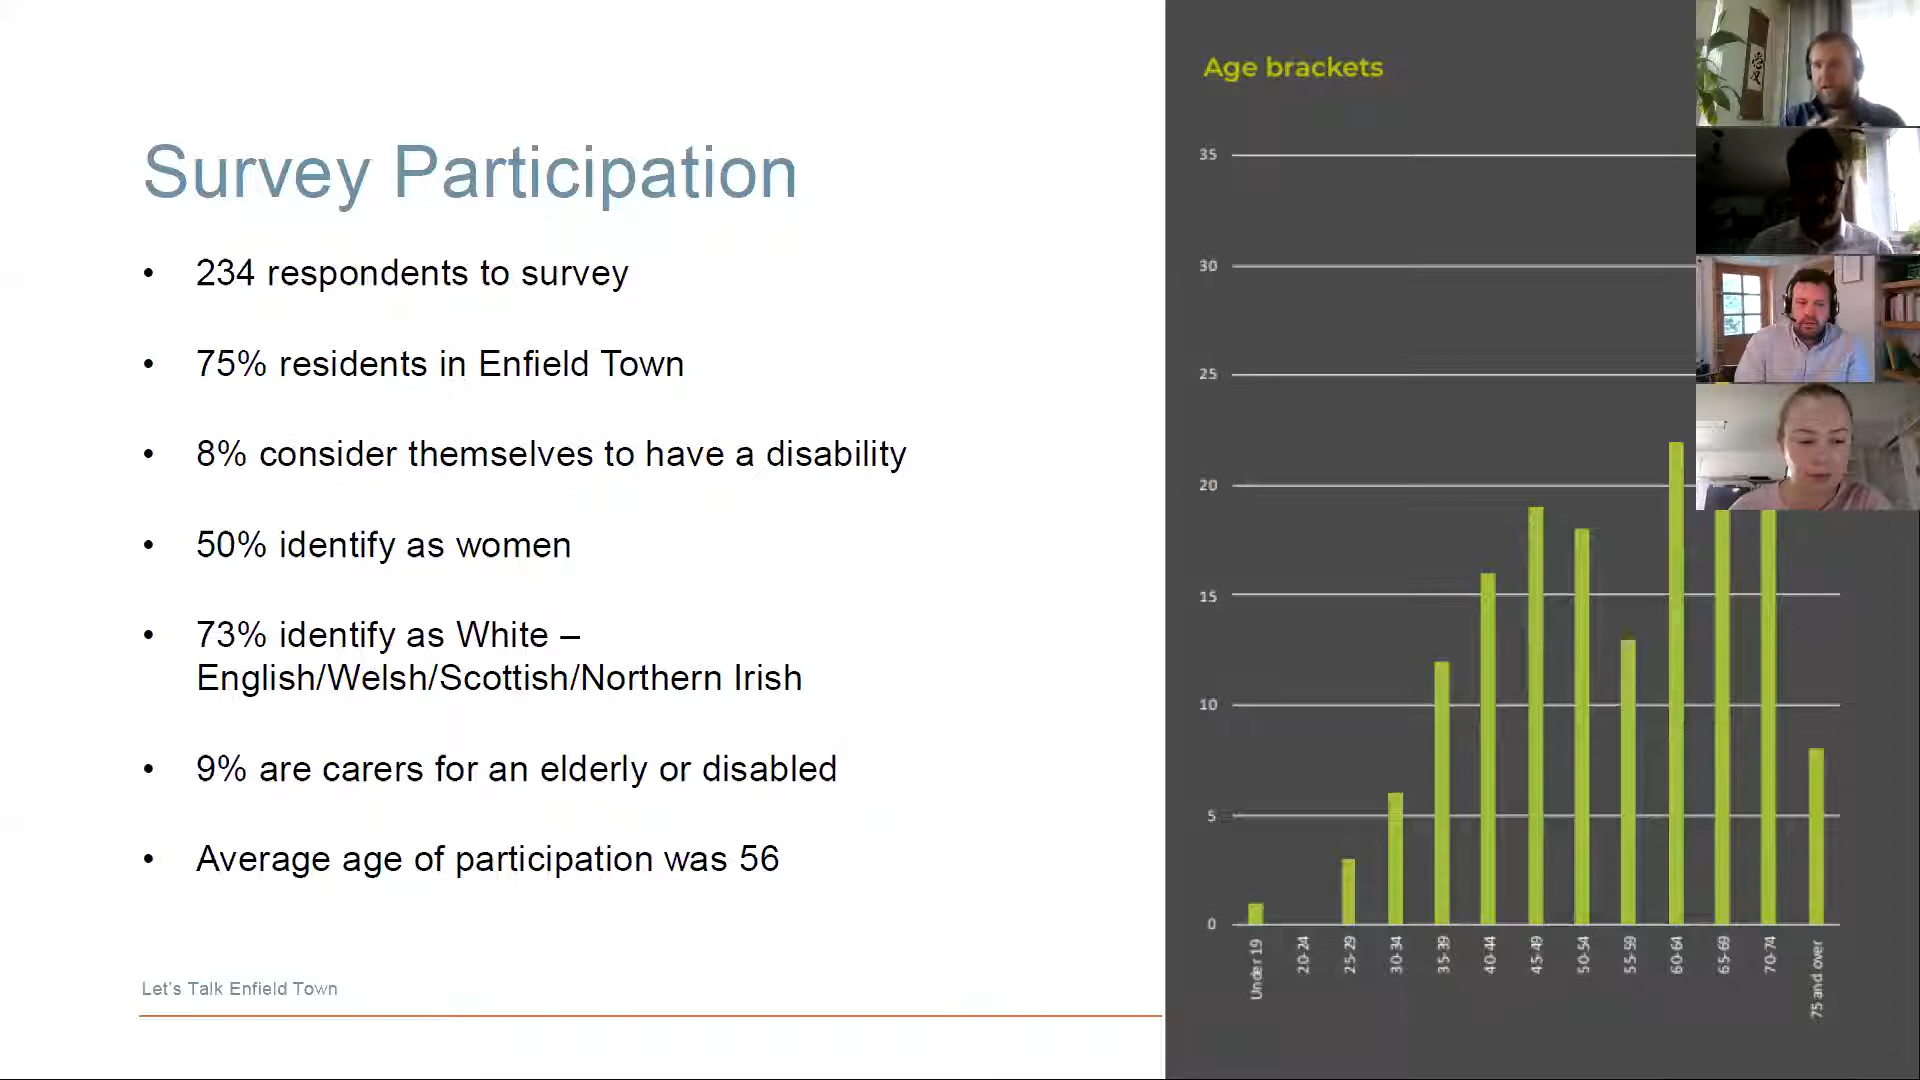 Survey Participation
• 234 respondents to survey
• 75% residents in Enfield Town
• 8% consider themselves to have a disability
• 50% identify as women
• 73% identify as White –
English/Welsh/Scottish/Northern Irish
• 9% are carers for an elderly or disabled
• Average age of participation was 56
Let's Talk Enfield Town
Age brackets
35
30
25
20
15
10
5
0
Under 19
20-24
25-29
30-34
35-39
40-44
45-49
50-54
55-59
60-64
65-69
70-74
75 and over